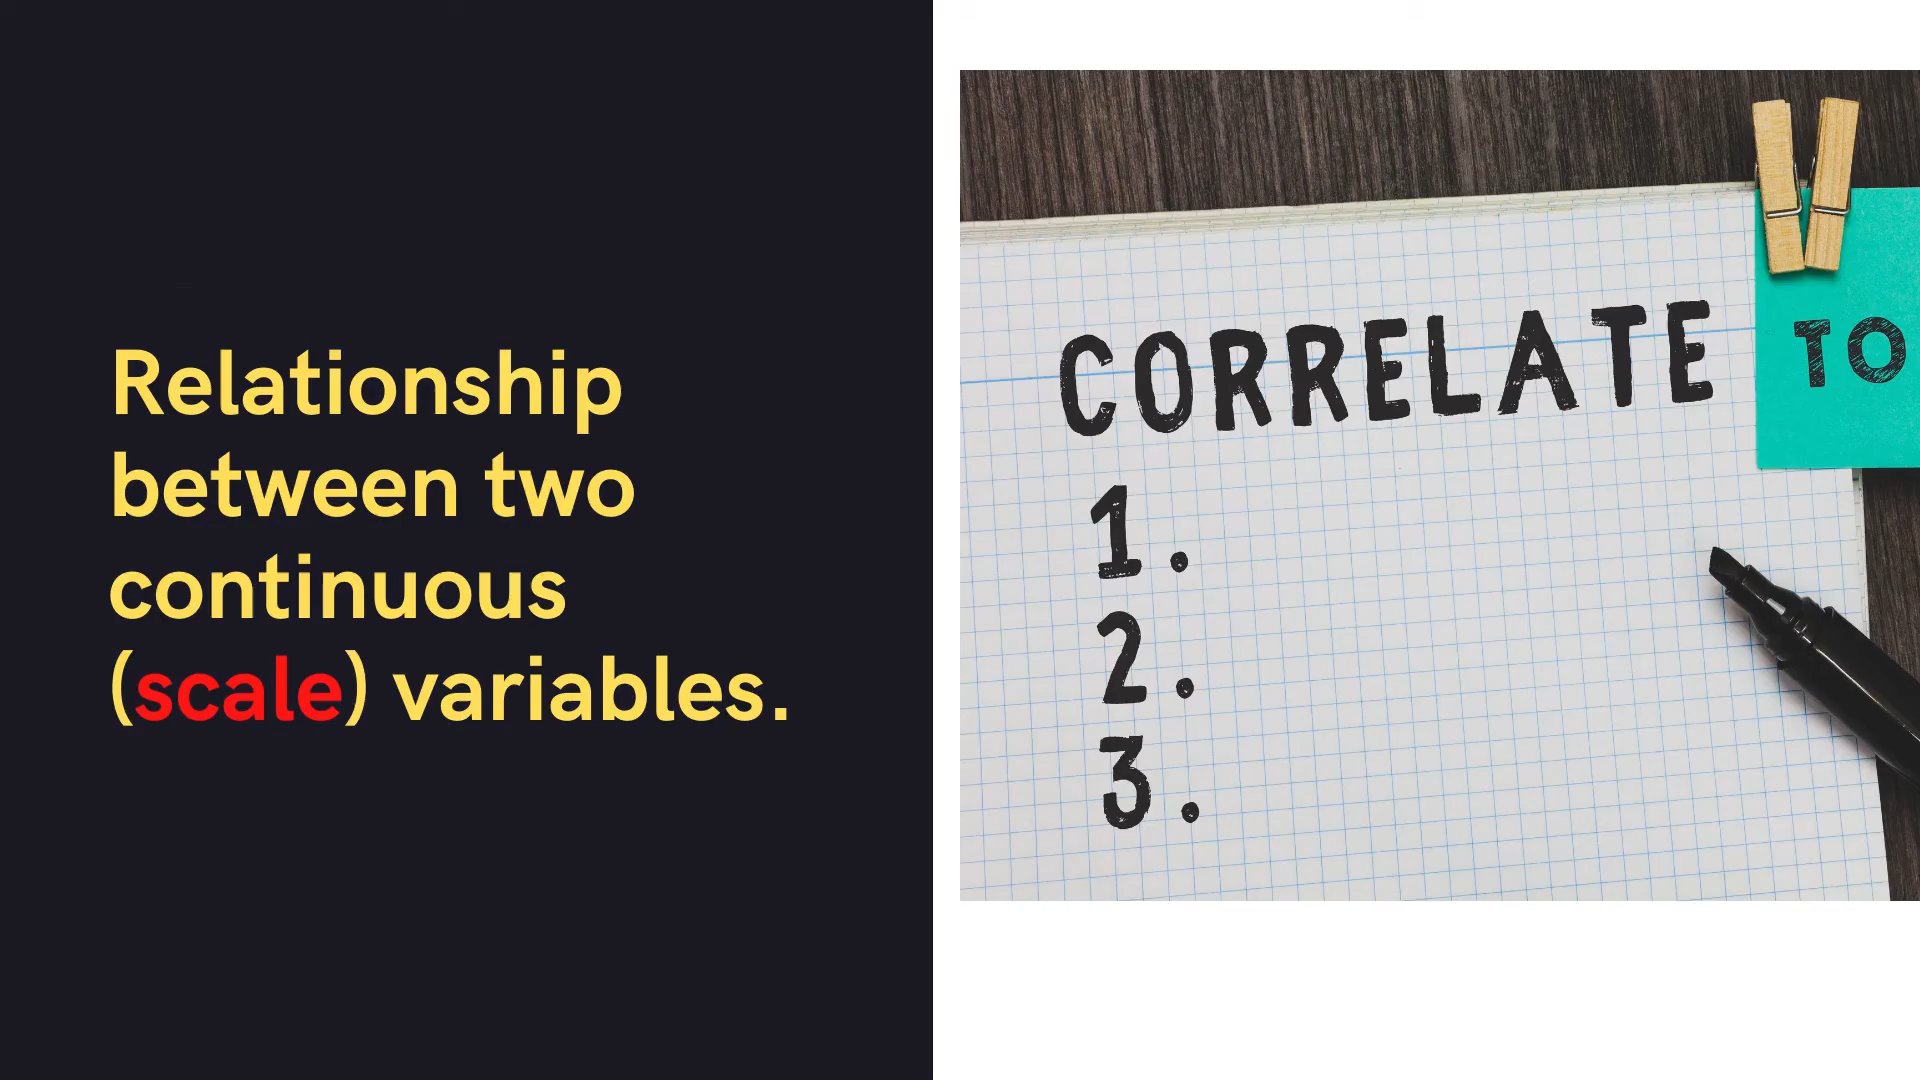 Relationship
between two
continuous
(scale) variables.
CORRELATE TO
1.
2.
3.